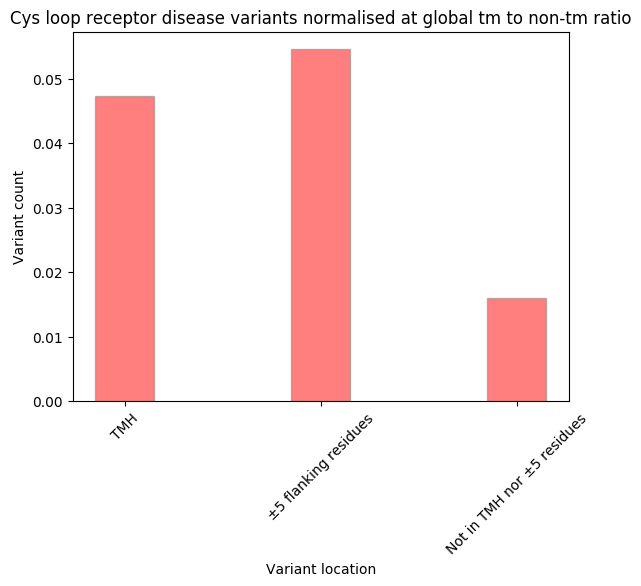 Cys loop receptor disease variants normalised at global tm to non-tm ratio
Variant count
0.05
0.04
0.03
0.02
0.01
0.00
TMH
±5 flanking residues
Not in TMH nor ±5 residues
Variant location